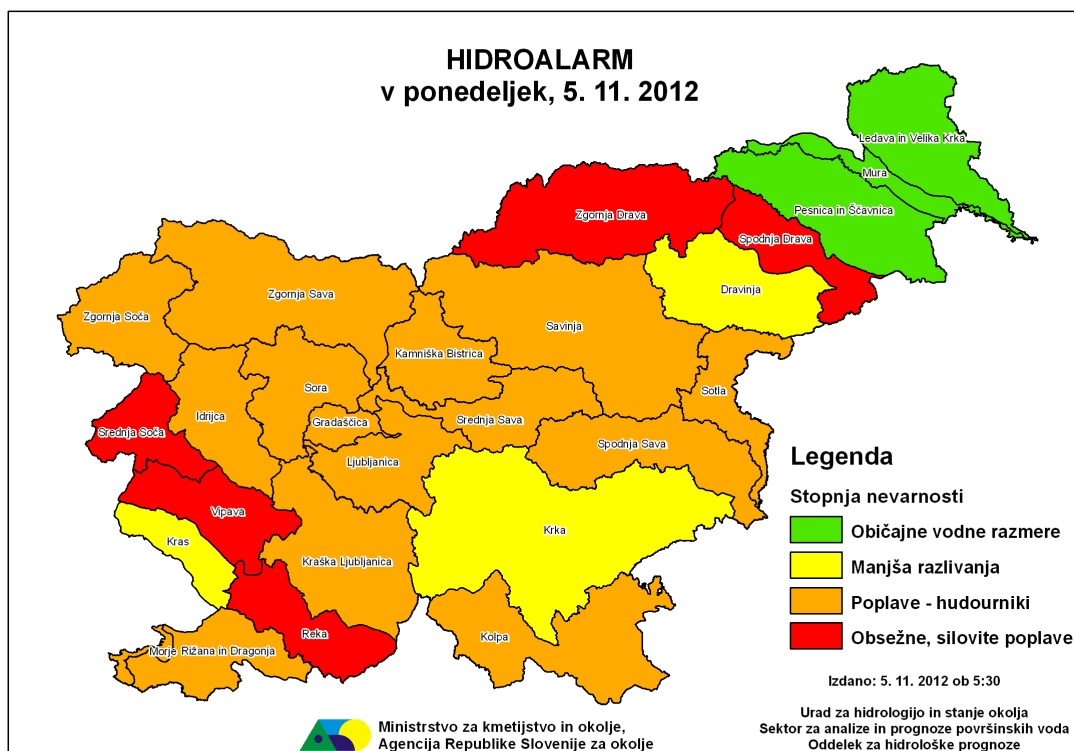 HIDROALARM
v ponedeljek, 5. 11. 2012
Ledava in Velika Krka
Mura
Pesnica in Ščavnica
Zgornja Drava
Spodnja Drava
Dravinja
Zgornja Sava
Zgornja Soča
Savinja
Kamniška Bistrica
Sora
Sotla
Idrijca
Gradaščica
Srednja Sava
Srednja Soča
Spodnja Sava
Ljubljanica
Vipava
Krka
Kras
Kraška Ljubljanica
Reka
Kolpa
Morje
Rižana in Dragonja
Legenda
Stopnja nevarnosti
Običajne vodne razmere
Manjša razlivanja
Poplave - hudourniki
Obsežne, silovite poplave
Izdano: 5. 11. 2012 ob 5:30
Urad za hidrologijo in stanje okolja
Sektor za analize in prognoze površinskih voda
Oddelek za hidrološke prognoze
Ministrstvo za kmetijstvo in okolje,
Agencija Republike Slovenije za okolje